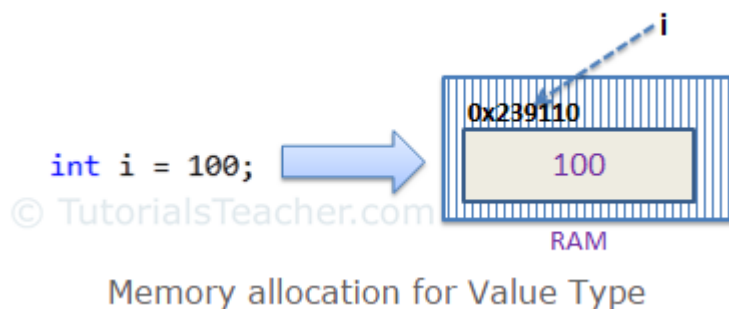 i
0x239110
int i = 100;
100
© TutorialsTeacher.com
RAM
Memory allocation for Value Type